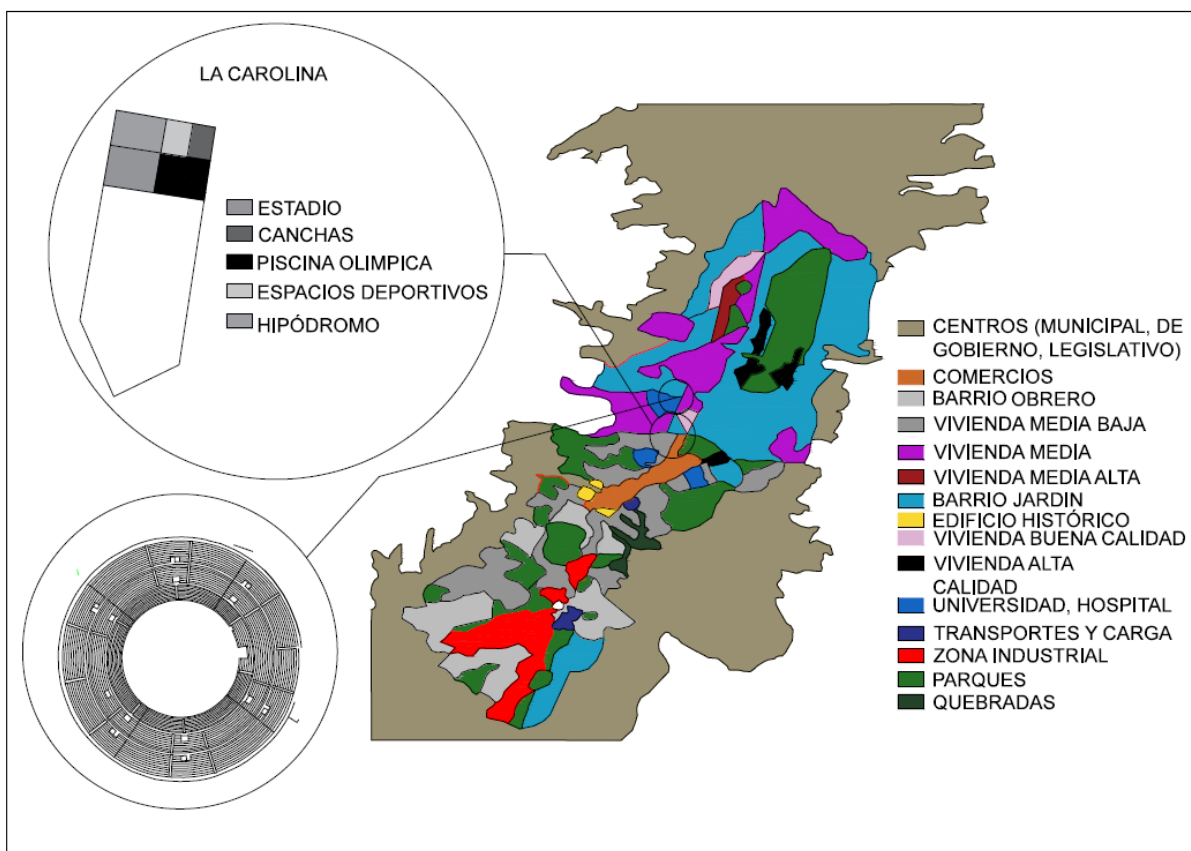 LA CAROLINA
ESTADIO
CANCHAS
PISCINA OLIMPICA
ESPACIOS DEPORTIVOS
HIPÓDROMO
CENTROS (MUNICIPAL, DE
GOBIERNO, LEGISLATIVO)
COMERCIOS
BARRIO OBRERO
VIVIENDA MEDIA BAJA
VIVIENDA MEDIA
VIVIENDA MEDIA ALTA
BARRIO JARDIN
EDIFICIO HISTÓRICO
VIVIENDA BUENA CALIDAD
VIVIENDA ALTA
CALIDAD
UNIVERSIDAD, HOSPITAL
TRANSPORTES Y CARGA
ZONA INDUSTRIAL
PARQUES
QUEBRADAS